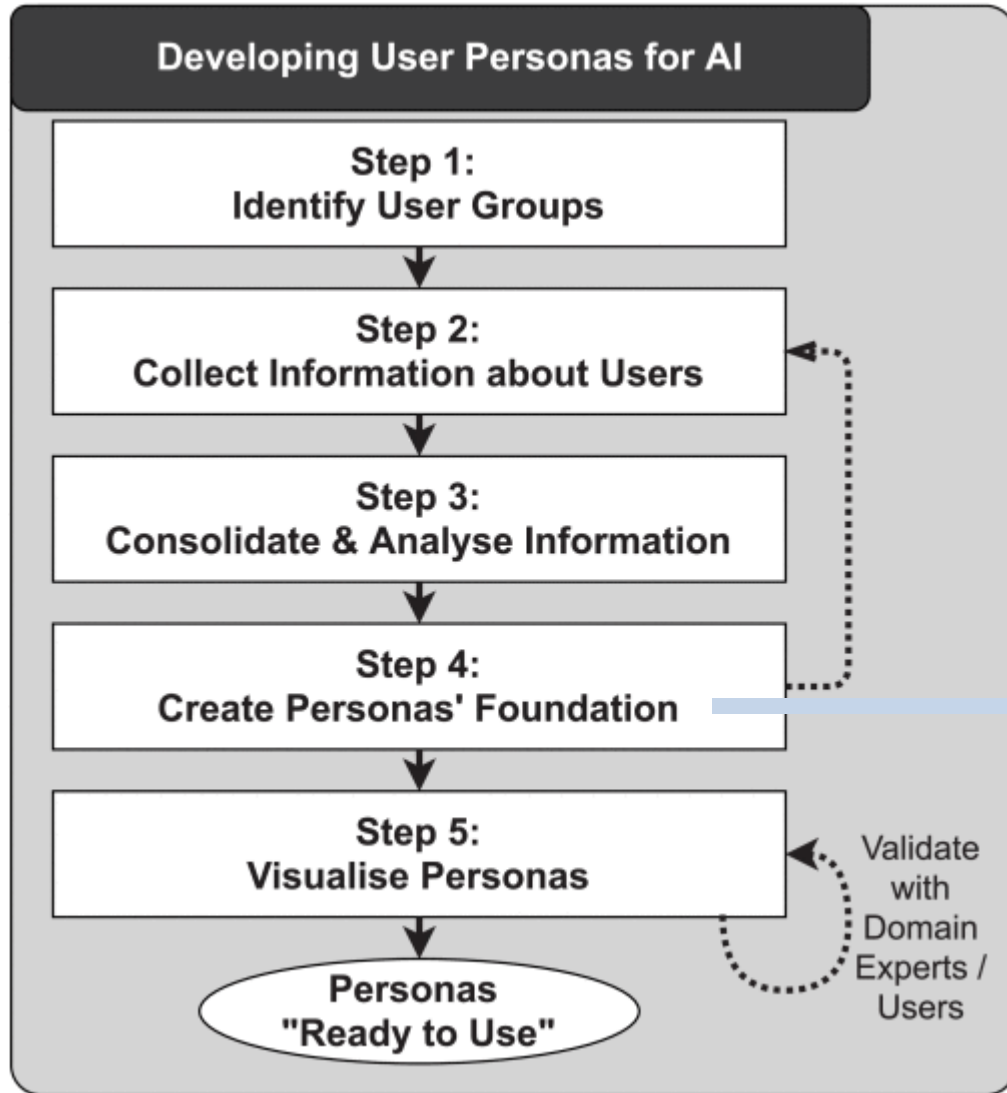 Developing User Personas for AI
Step 1:
Identify User Groups
Step 2:
Collect Information about Users
Step 3:
Consolidate & Analyse Information
Step 4:
Create Personas' Foundation
Step 5:
Visualise Personas
Validate
with
Domain
Experts /
Users
Personas
"Ready to Use"